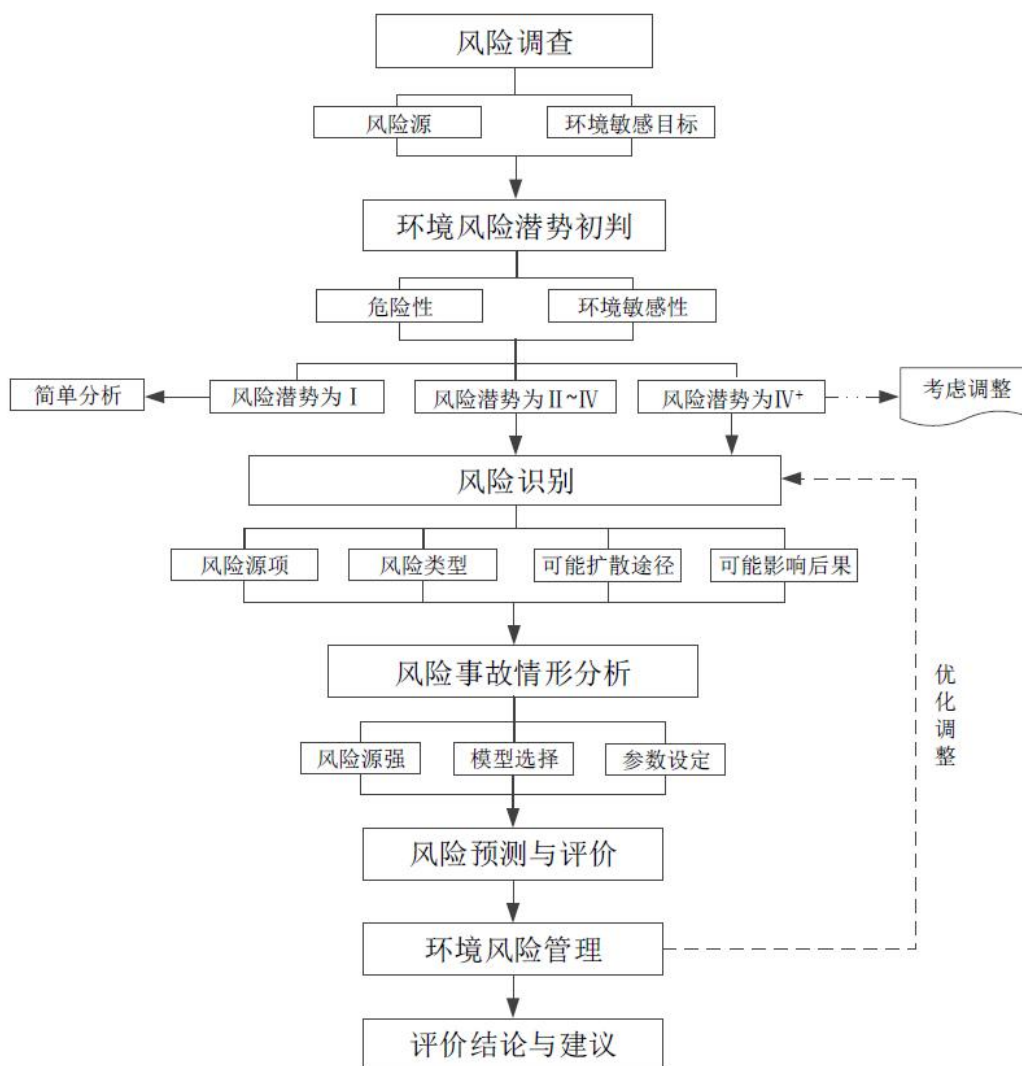 风险调查
风险源
环境敏感目标
环境风险潜势初判
危险性
环境敏感性
简单分析
风险潜势为Ⅰ
风险潜势为Ⅱ~Ⅳ
风险潜势为Ⅳ⁺
考虑调整
风险识别
风险源项
风险类型
可能扩散途径
可能影响后果
风险事故情形分析
风险源强
模型选择
参数设定
优化调整
风险预测与评价
环境风险管理
评价结论与建议